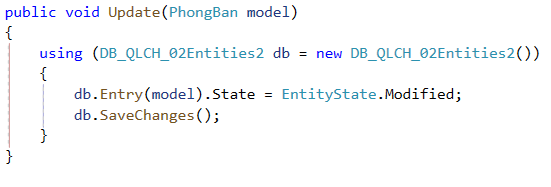 public void Update(PhongBan model)
{
    using (DB_QLCH_02Entities2 db = new DB_QLCH_02Entities2())
    {
        db.Entry(model).State = EntityState.Modified;
        db.SaveChanges();
    }
}